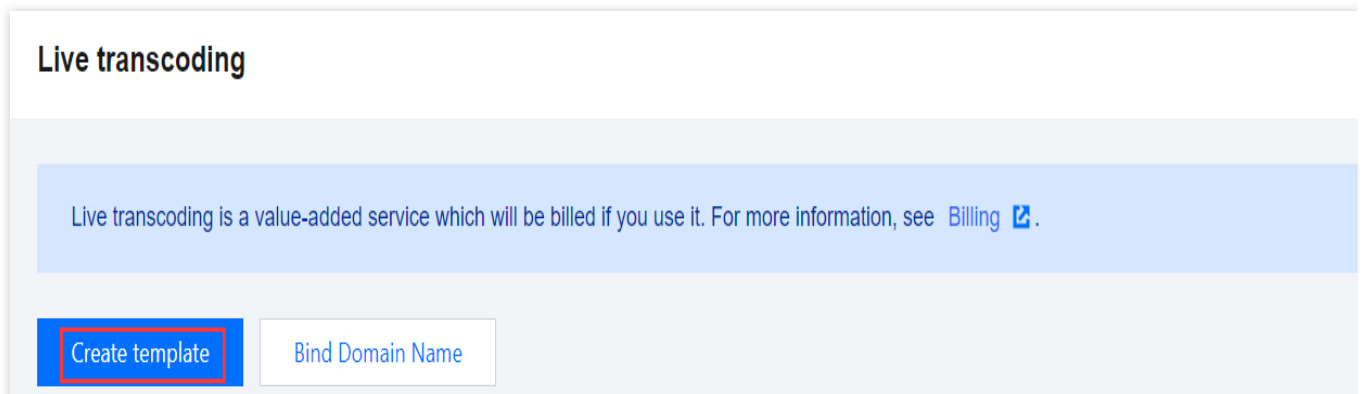 Live transcoding
Live transcoding is a value-added service which will be billed if you use it. For more information, see Billing .
Create template
Bind Domain Name